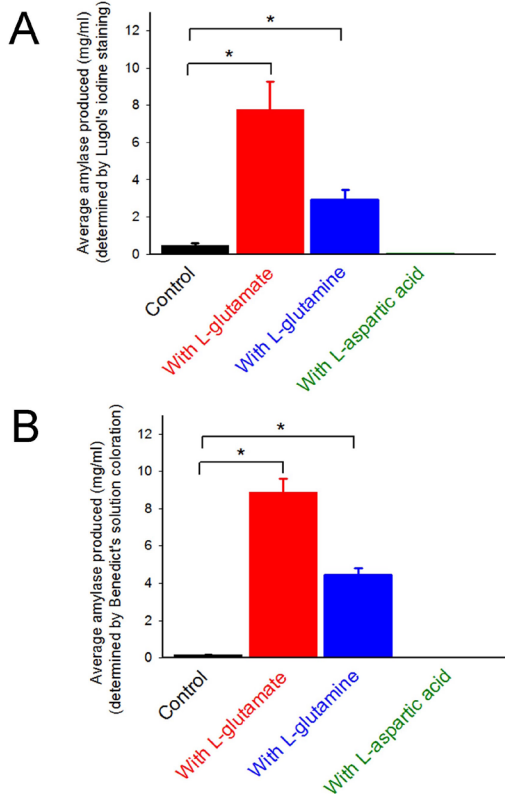 A
Average amylase produced (mg/ml)
(determined by Lugol's iodine staining)
12
10
8
6
4
2
0
*
*
Control
With L-glutamate
With L-glutamine
With L-aspartic acid
B
Average amylase produced (mg/ml)
(determined by Benedict's solution coloration)
12
10
8
6
4
2
0
*
*
Control
With L-glutamate
With L-glutamine
With L-aspartic acid